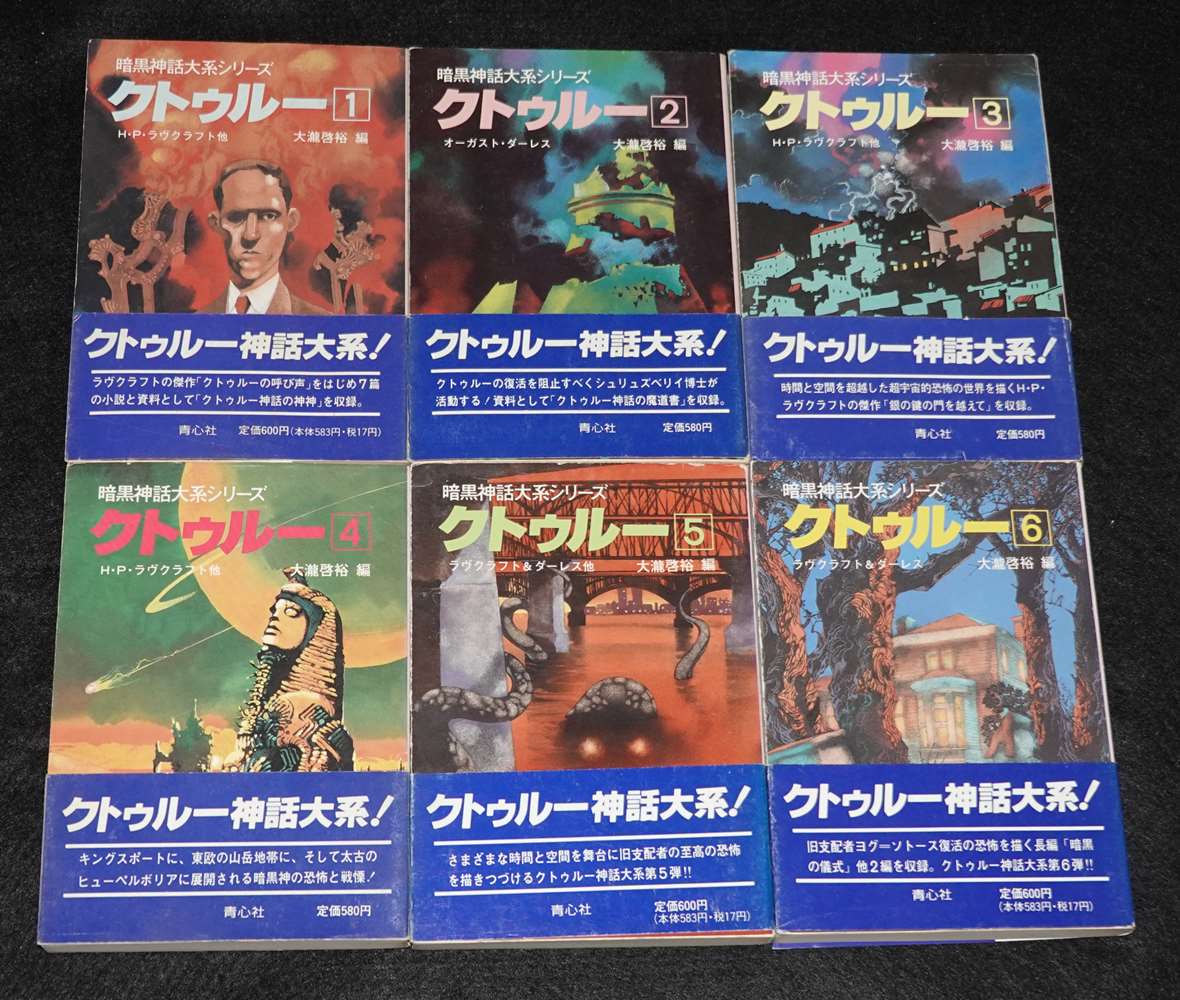 暗黒神話大系シリーズ
クトゥルー1
H・P・ラヴクラフト他 大瀧啓裕 編
クトゥルー神話大系!
ラヴクラフトの傑作「クトゥルーの呼び声」をはじめ7篇
の小説と資料として「クトゥルー神話の神神」を収録。
青心社 定価600円(本体583円・税17円)
暗黒神話大系シリーズ
クトゥルー2
オーガスト・ダーレス 大瀧啓裕 編
クトゥルー神話大系!
クトゥルーの復活を阻止すべくシュリュズベリイ博士が
活動する!資料として「クトゥルー神話の魔道書」を収録。
青心社 定価580円
暗黒神話大系シリーズ
クトゥルー3
H・P・ラヴクラフト他 大瀧啓裕 編
クトゥルー神話大系!
時間と空間を超越した超宇宙的恐怖の世界を描くH・P・
ラヴクラフトの傑作「銀の鍵の門を越えて」を収録。
青心社 定価580円
暗黒神話大系シリーズ
クトゥルー4
H・P・ラヴクラフト他 大瀧啓裕 編
クトゥルー神話大系!
キングスポートに、東欧の山岳地帯に、そして太古の
ヒューペルボリアに展開される暗黒神の恐怖と戦慄!
青心社 定価580円
暗黒神話大系シリーズ
クトゥルー5
ラヴクラフト&ダーレス他 大瀧啓裕 編
クトゥルー神話大系!
さまざまな時間と空間を舞台に旧支配者の至高の恐怖
を描きつづけるクトゥルー神話大系第5弾!!
青心社 定価600円
(本体583円・税17円)
暗黒神話大系シリーズ
クトゥルー6
ラヴクラフト&ダーレス 大瀧啓裕 編
クトゥルー神話大系!
旧支配者ヨグ=ソトース復活の恐怖を描く長編「暗黒
の儀式」他2編を収録。クトゥルー神話大系第6弾!!
青心社 定価600円
(本体583円・税17円)